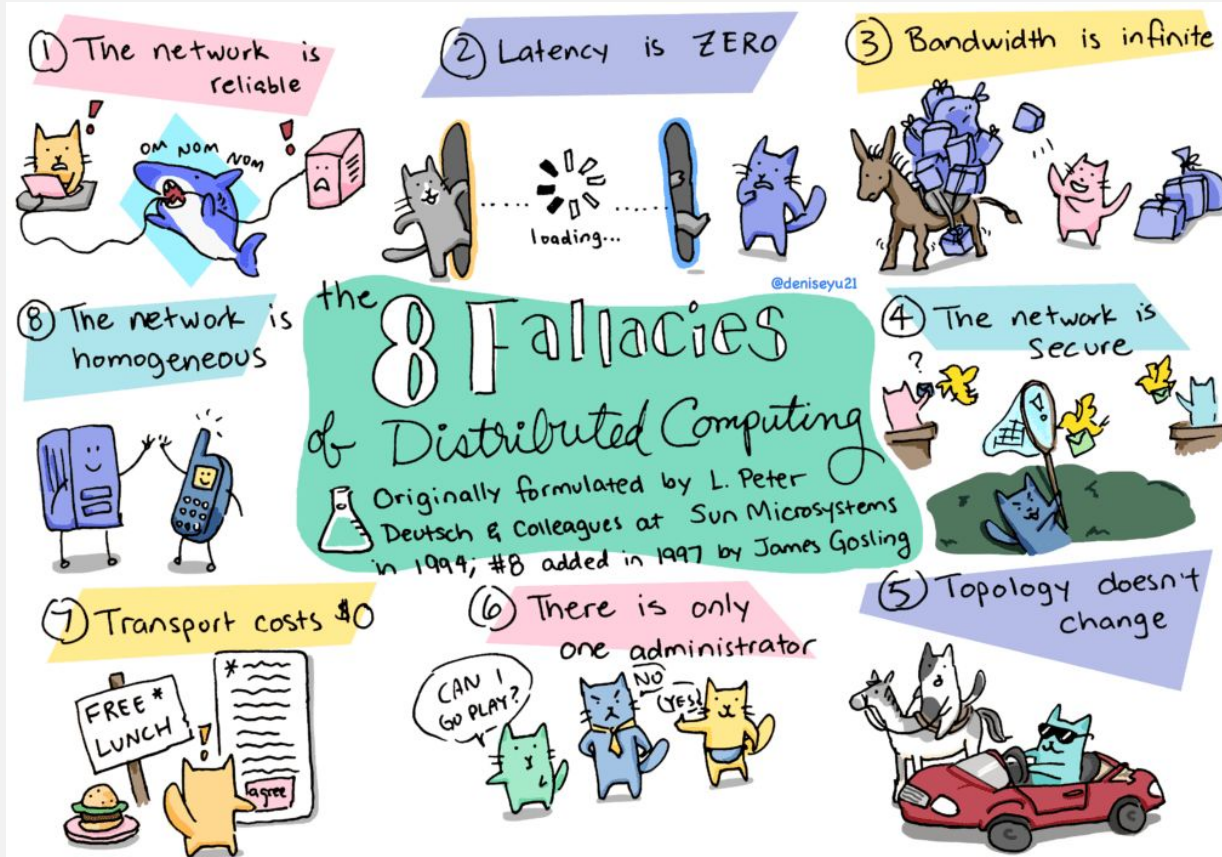 ① The network is
reliable
OM NOM NOM
! !
② Latency is ZERO
loading...
③ Bandwidth is infinite
@deniseyu21
the 8 Fallacies
of Distributed Computing
Originally formulated by L. Peter
Deutsch & Colleagues at Sun Microsystems
in 1994; #8 added in 1997 by James Gosling
④ The network is
secure
?
!
⑤ Topology doesn't
change
⑥ There is only
one administrator
CAN I
GO PLAY?
NO
YES!
⑦ Transport costs $0
FREE*
LUNCH
!
*
agree
⑧ The network is
homogeneous